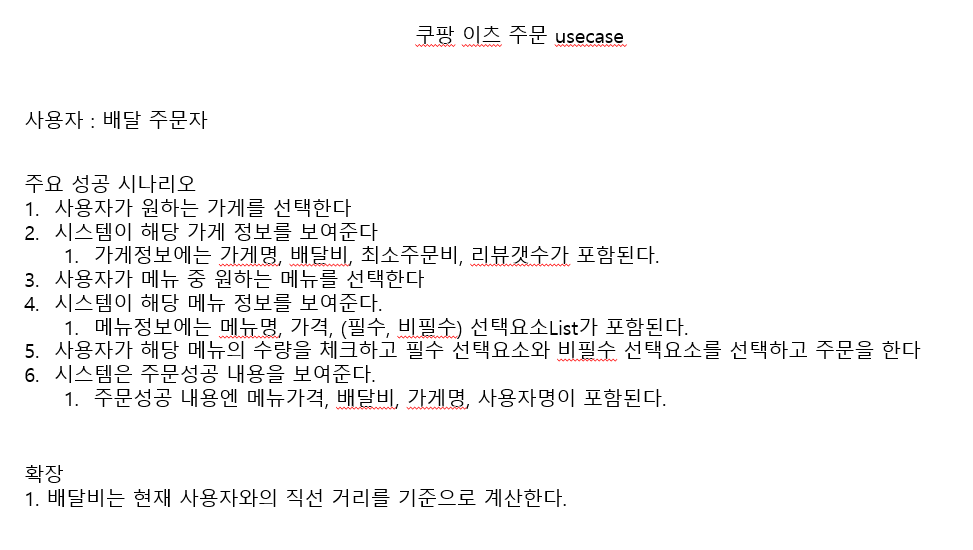 쿠팡 이츠 주문 usecase
사용자 : 배달 주문자
주요 성공 시나리오
1. 사용자가 원하는 가게를 선택한다
2. 시스템이 해당 가게 정보를 보여준다
1. 가게정보에는 가게명, 배달비, 최소주문비, 리뷰갯수가 포함된다.
3. 사용자가 메뉴 중 원하는 메뉴를 선택한다
4. 시스템이 해당 메뉴 정보를 보여준다.
1. 메뉴정보에는 메뉴명, 가격, (필수, 비필수) 선택요소List가 포함된다.
5. 사용자가 해당 메뉴의 수량을 체크하고 필수 선택요소와 비필수 선택요소를 선택하고 주문을 한다
6. 시스템은 주문성공 내용을 보여준다.
1. 주문성공 내용엔 메뉴가격, 배달비, 가게명, 사용자명이 포함된다.
확장
1. 배달비는 현재 사용자와의 직선 거리를 기준으로 계산한다.